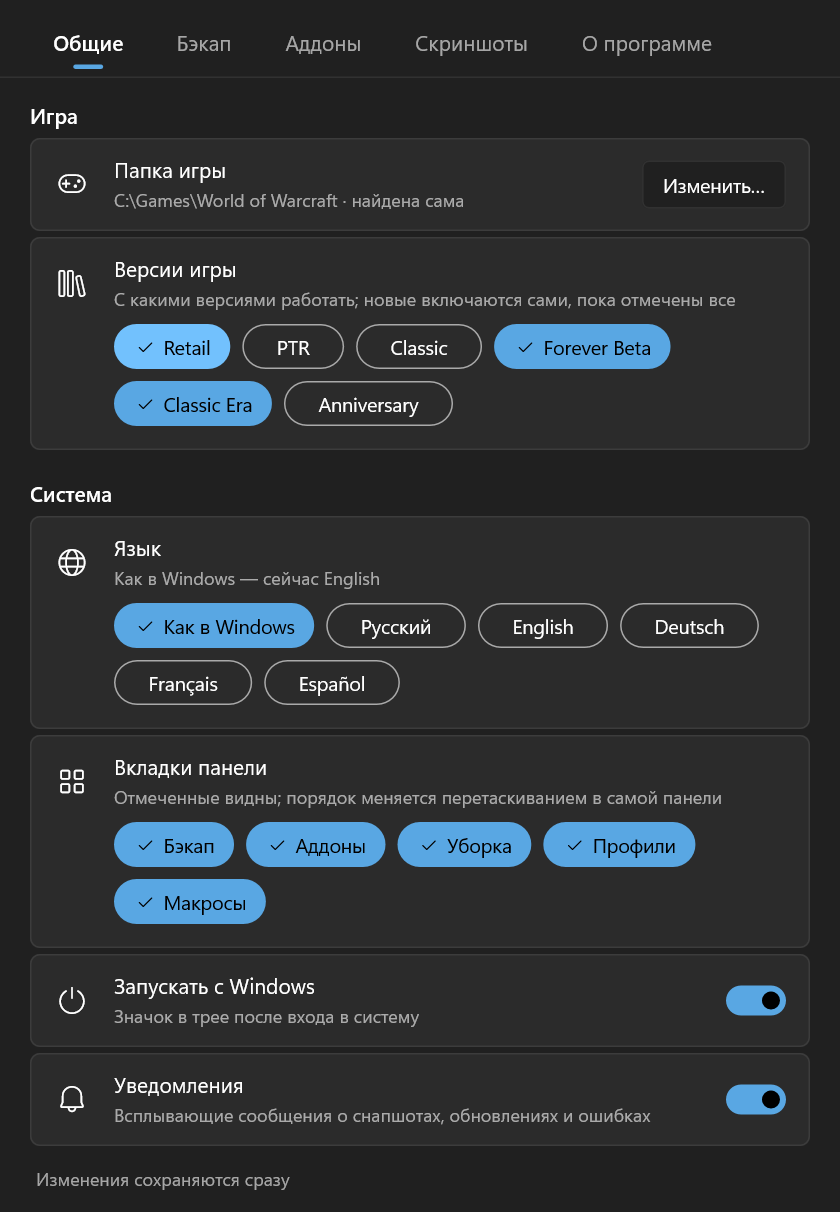 Общие Бэкап Аддоны Скриншоты О программе
Игра
Папка игры
C:\Games\World of Warcraft · найдена сама
Изменить...
Версии игры
С какими версиями работать; новые включаются сами, пока отмечены все
Retail PTR Classic Forever Beta
Classic Era Anniversary
Система
Язык
Как в Windows — сейчас English
Как в Windows Русский English Deutsch
Français Español
Вкладки панели
Отмеченные видны; порядок меняется перетаскиванием в самой панели
Бэкап Аддоны Уборка Профили
Макросы
Запускать с Windows
Значок в трее после входа в систему
Уведомления
Всплывающие сообщения о снапшотах, обновлениях и ошибках
Изменения сохраняются сразу